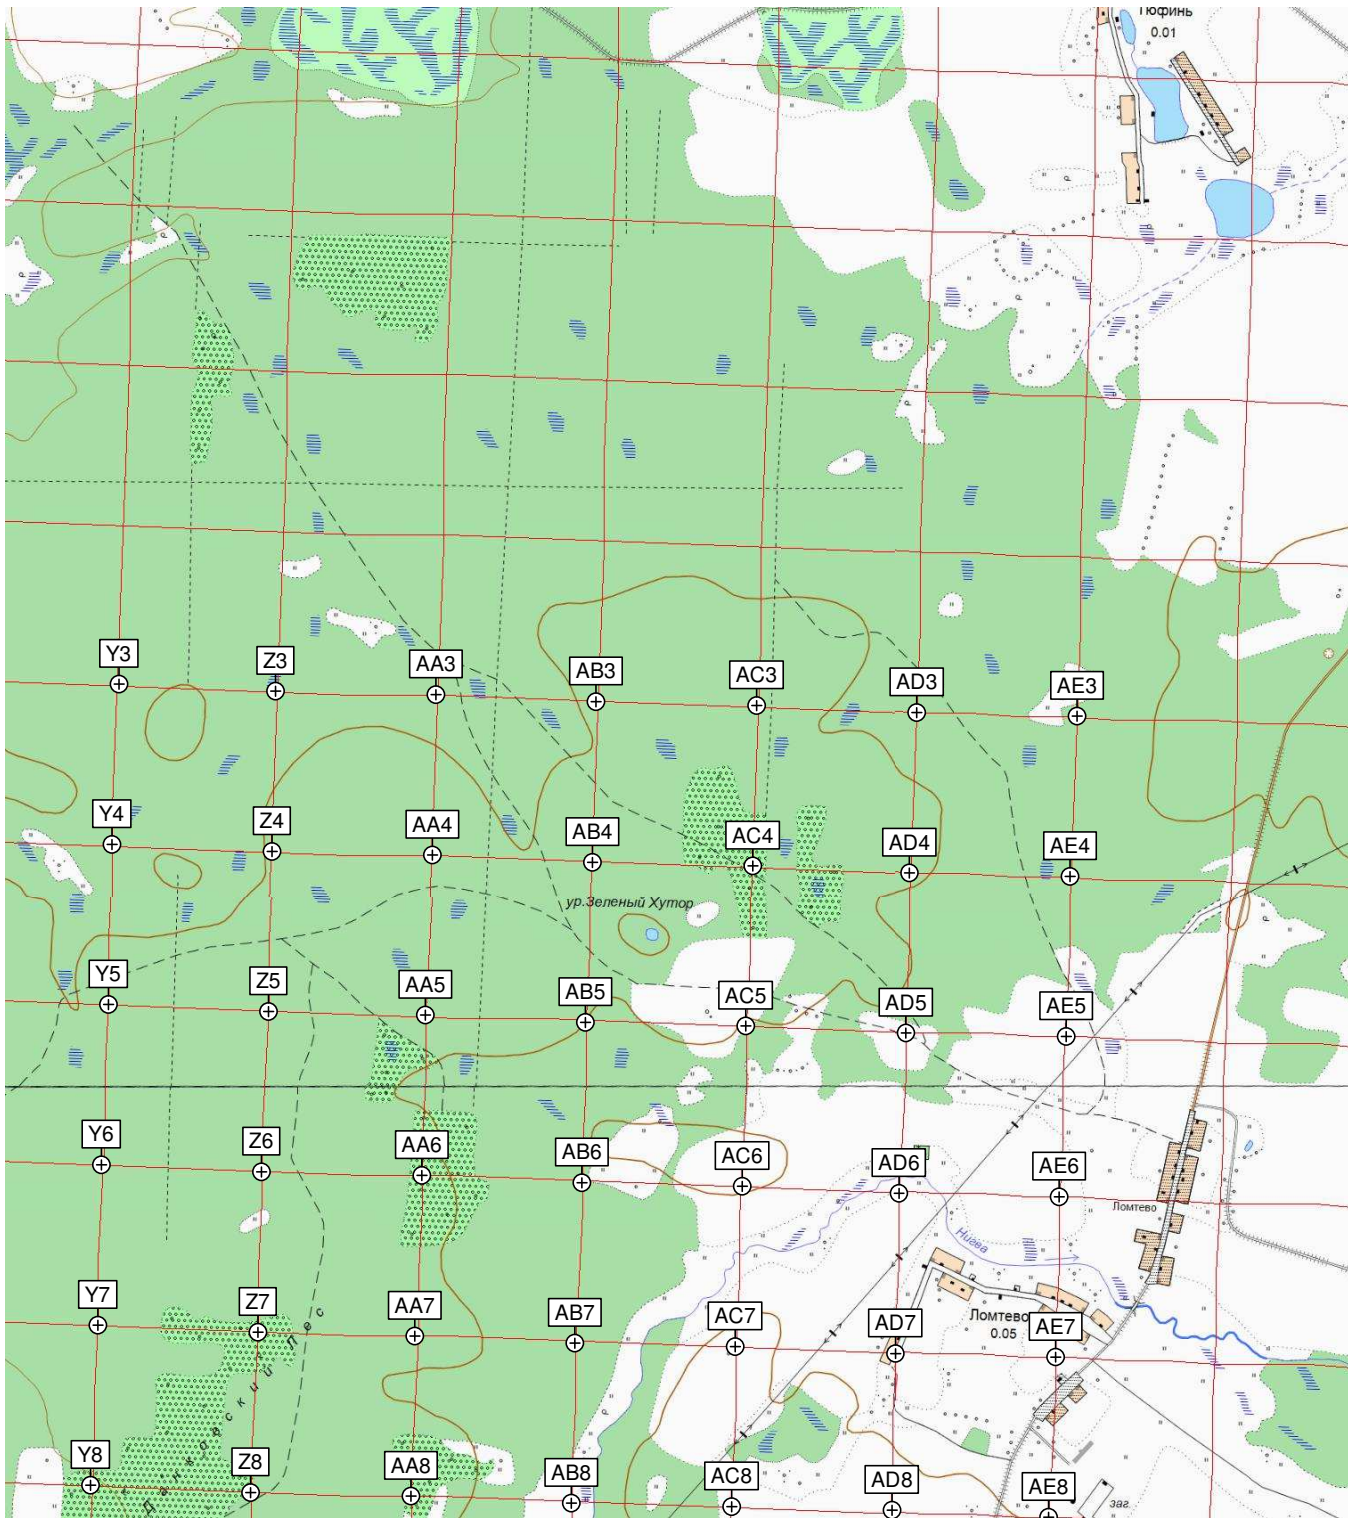 Тюфинь
0.01
Y3 Z3 AA3 AB3 AC3 AD3 AE3
Y4 Z4 AA4 AB4 AC4 AD4 AE4
ур.Зеленый Хутор
Y5 Z5 AA5 AB5 AC5 AD5 AE5
Y6 Z6 AA6 AB6 AC6 AD6 AE6
Ломтево
Нигва
Y7 Z7 AA7 AB7 AC7 AD7 AE7
Ломтево
0.05
Y8 Z8 AA8 AB8 AC8 AD8 AE8
заг.